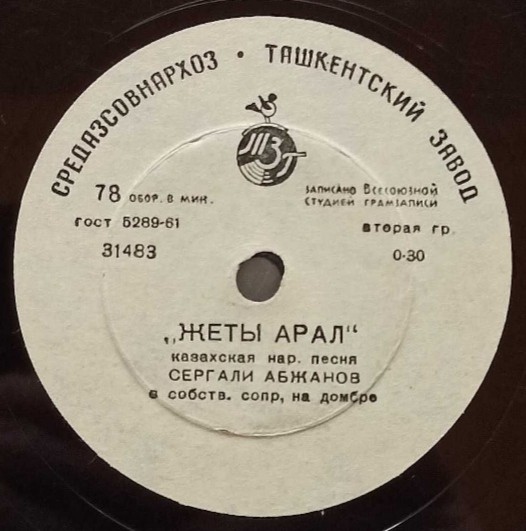 СРЕДАЗСОВНАРХОЗ • ТАШКЕНТСКИЙ ЗАВОД
ТЗГ
78 ОБОР. В МИН.
ЗАПИСАНО ВСЕСОЮЗНОЙ
СТУДИЕЙ ГРАМЗАПИСИ
ГОСТ 5289-61
вторая гр.
31483
0-30
„ЖЕТЫ АРАЛ“
казахская нар. песня
СЕРГАЛИ АБЖАНОВ
в собств. сопр, на домбре